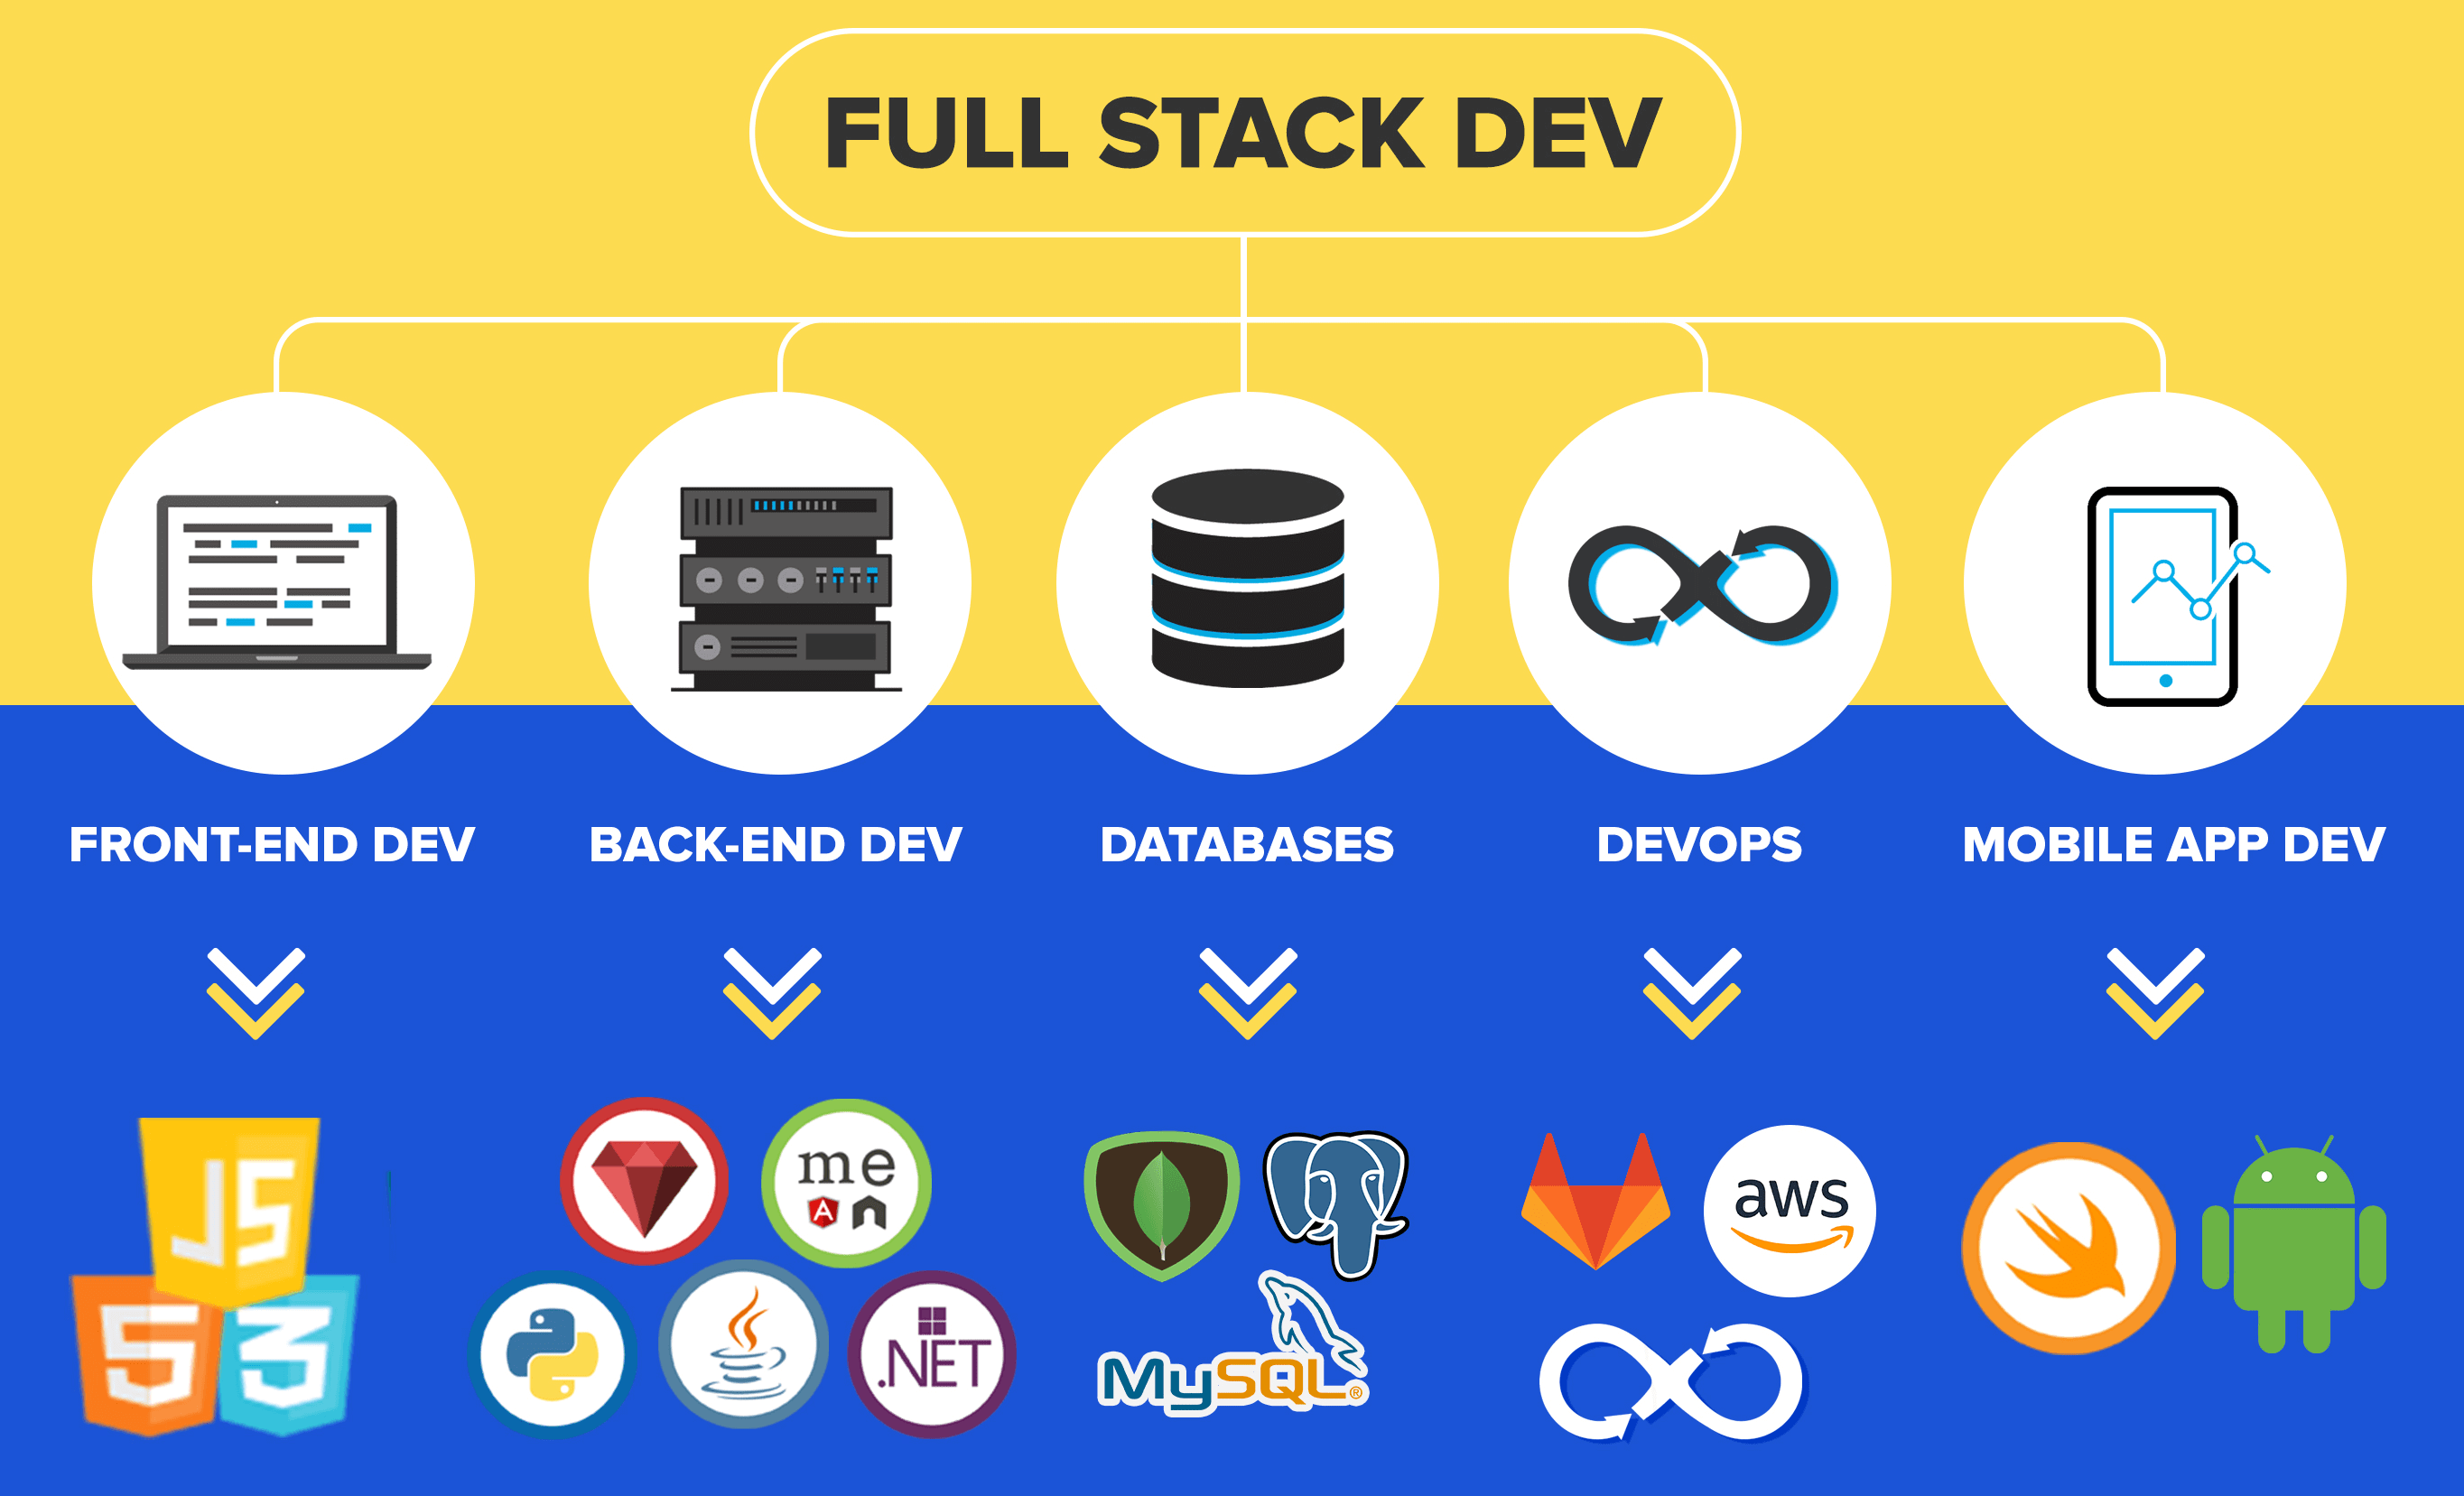 FULL STACK DEV
FRONT-END DEV
BACK-END DEV
DATABASES
DEVOPS
MOBILE APP DEV
JS
5
3
me
A
.NET
aws
MySQL®